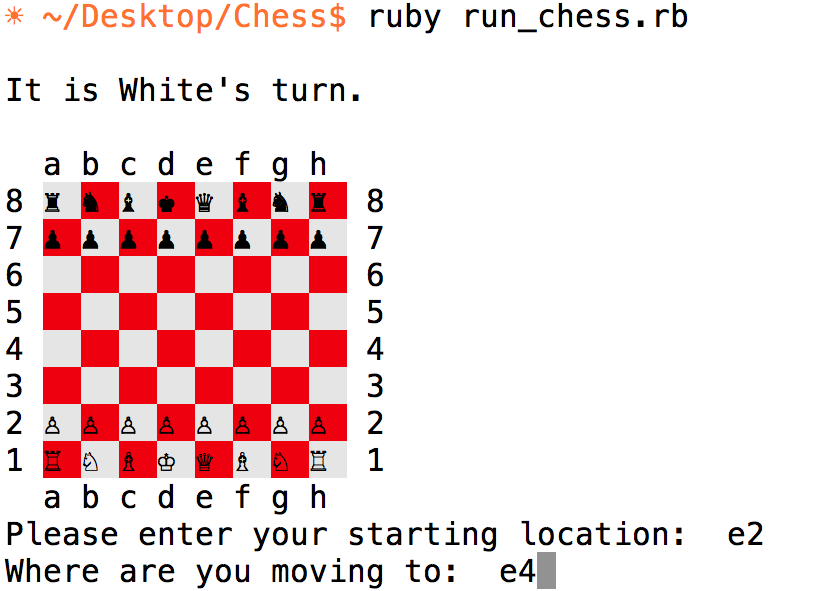 ☀ ~/Desktop/Chess$ ruby run_chess.rb
It is White's turn.
a b c d e f g h
8 ♜ ♞ ♝ ♚ ♛ ♝ ♞ ♜ 8
7 ♟ ♟ ♟ ♟ ♟ ♟ ♟ ♟ 7
6 6
5 5
4 4
3 3
2 ♙ ♙ ♙ ♙ ♙ ♙ ♙ ♙ 2
1 ♖ ♘ ♗ ♔ ♕ ♗ ♘ ♖ 1
a b c d e f g h
Please enter your starting location: e2
Where are you moving to: e4